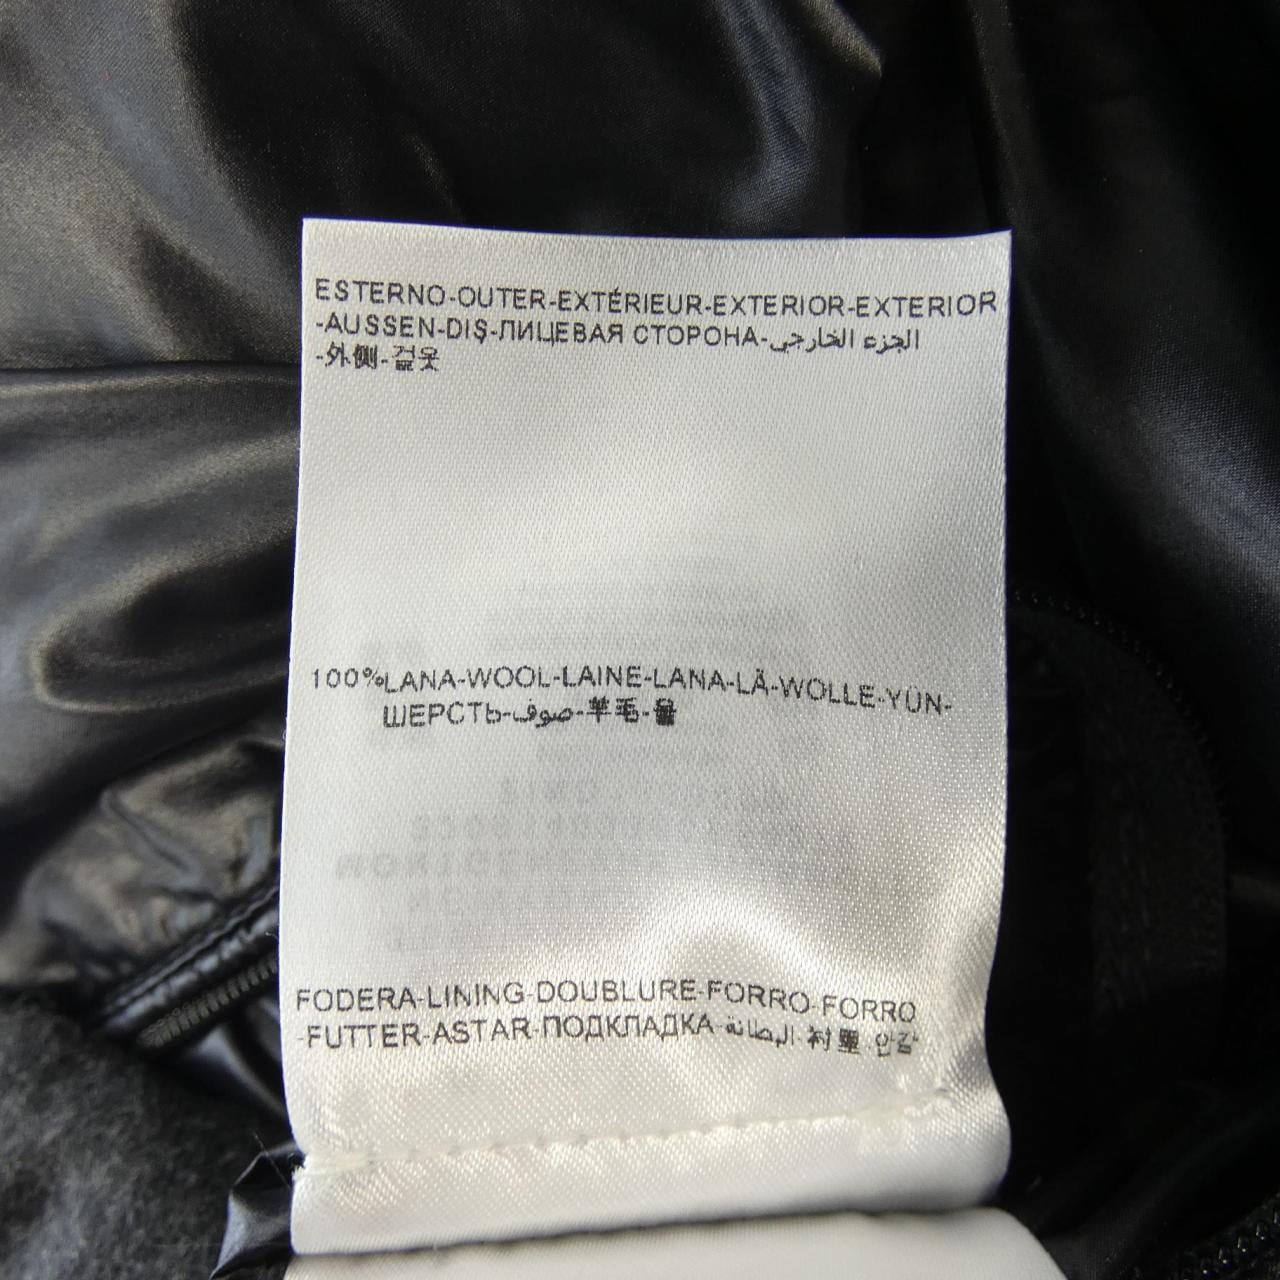 ESTERNO-OUTER-EXTÉRIEUR-EXTERIOR-EXTERIOR
-AUSSEN-DIŞ-ЛИЦЕВАЯ СТОРОНА-الجزء الخارجي
-外側-겉옷
100%LANA-WOOL-LAINE-LANA-LÃ-WOLLE-YÜN-
ШЕРСТЬ-صوف-羊毛-울
FODERA-LINING-DOUBLURE-FORRO-FORRO
-FUTTER-ASTAR-ПОДКЛАДКА-البطانة-衬里-안감